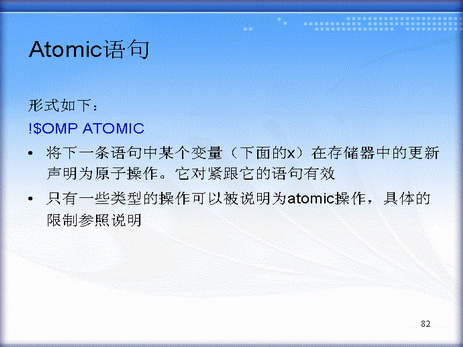 Atomic语句
形式如下：
!$OMP ATOMIC
• 将下一条语句中某个变量（下面的x）在存储器中的更新
声明为原子操作。它对紧跟它的语句有效
• 只有一些类型的操作可以被说明为atomic操作，具体的
限制参照说明
82